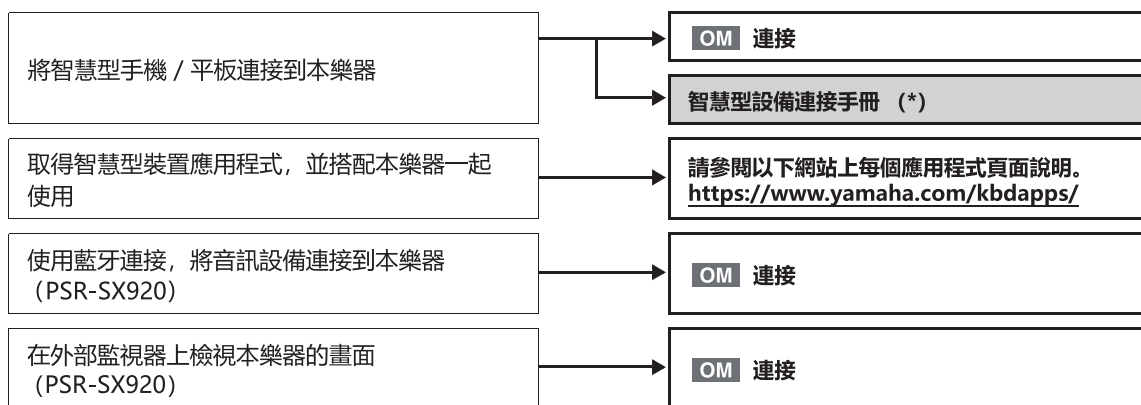 將智慧型手機 / 平板連接到本樂器
OM 連接
智慧型設備連接手冊 （*）
取得智慧型裝置應用程式，並搭配本樂器一起
使用
請參閱以下網站上每個應用程式頁面說明。
https://www.yamaha.com/kbdapps/
使用藍牙連接，將音訊設備連接到本樂器
（PSR-SX920）
OM 連接
在外部監視器上檢視本樂器的畫面
（PSR-SX920）
OM 連接